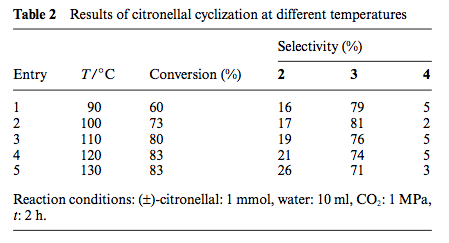 Table 2 Results of citronellal cyclization at different temperatures
Selectivity (%)
Entry T/°C Conversion (%) 2 3 4
1 90 60 16 79 5
2 100 73 17 81 2
3 110 80 19 76 5
4 120 83 21 74 5
5 130 83 26 71 3
Reaction conditions: (±)-citronellal: 1 mmol, water: 10 ml, CO₂: 1 MPa,
t: 2 h.